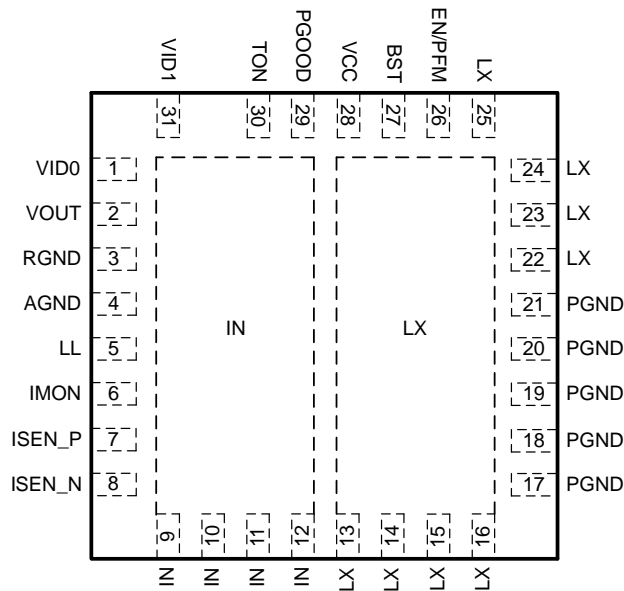 VID1
TON
PGOOD
VCC
BST
EN/PFM
LX
31
30
29
28
27
26
25
VID0 1
VOUT 2
RGND 3
AGND 4
LL 5
IMON 6
ISEN_P 7
ISEN_N 8
IN
LX
24 LX
23 LX
22 LX
21 PGND
20 PGND
19 PGND
18 PGND
17 PGND
9
10
11
12
13
14
15
16
IN
IN
IN
IN
LX
LX
LX
LX